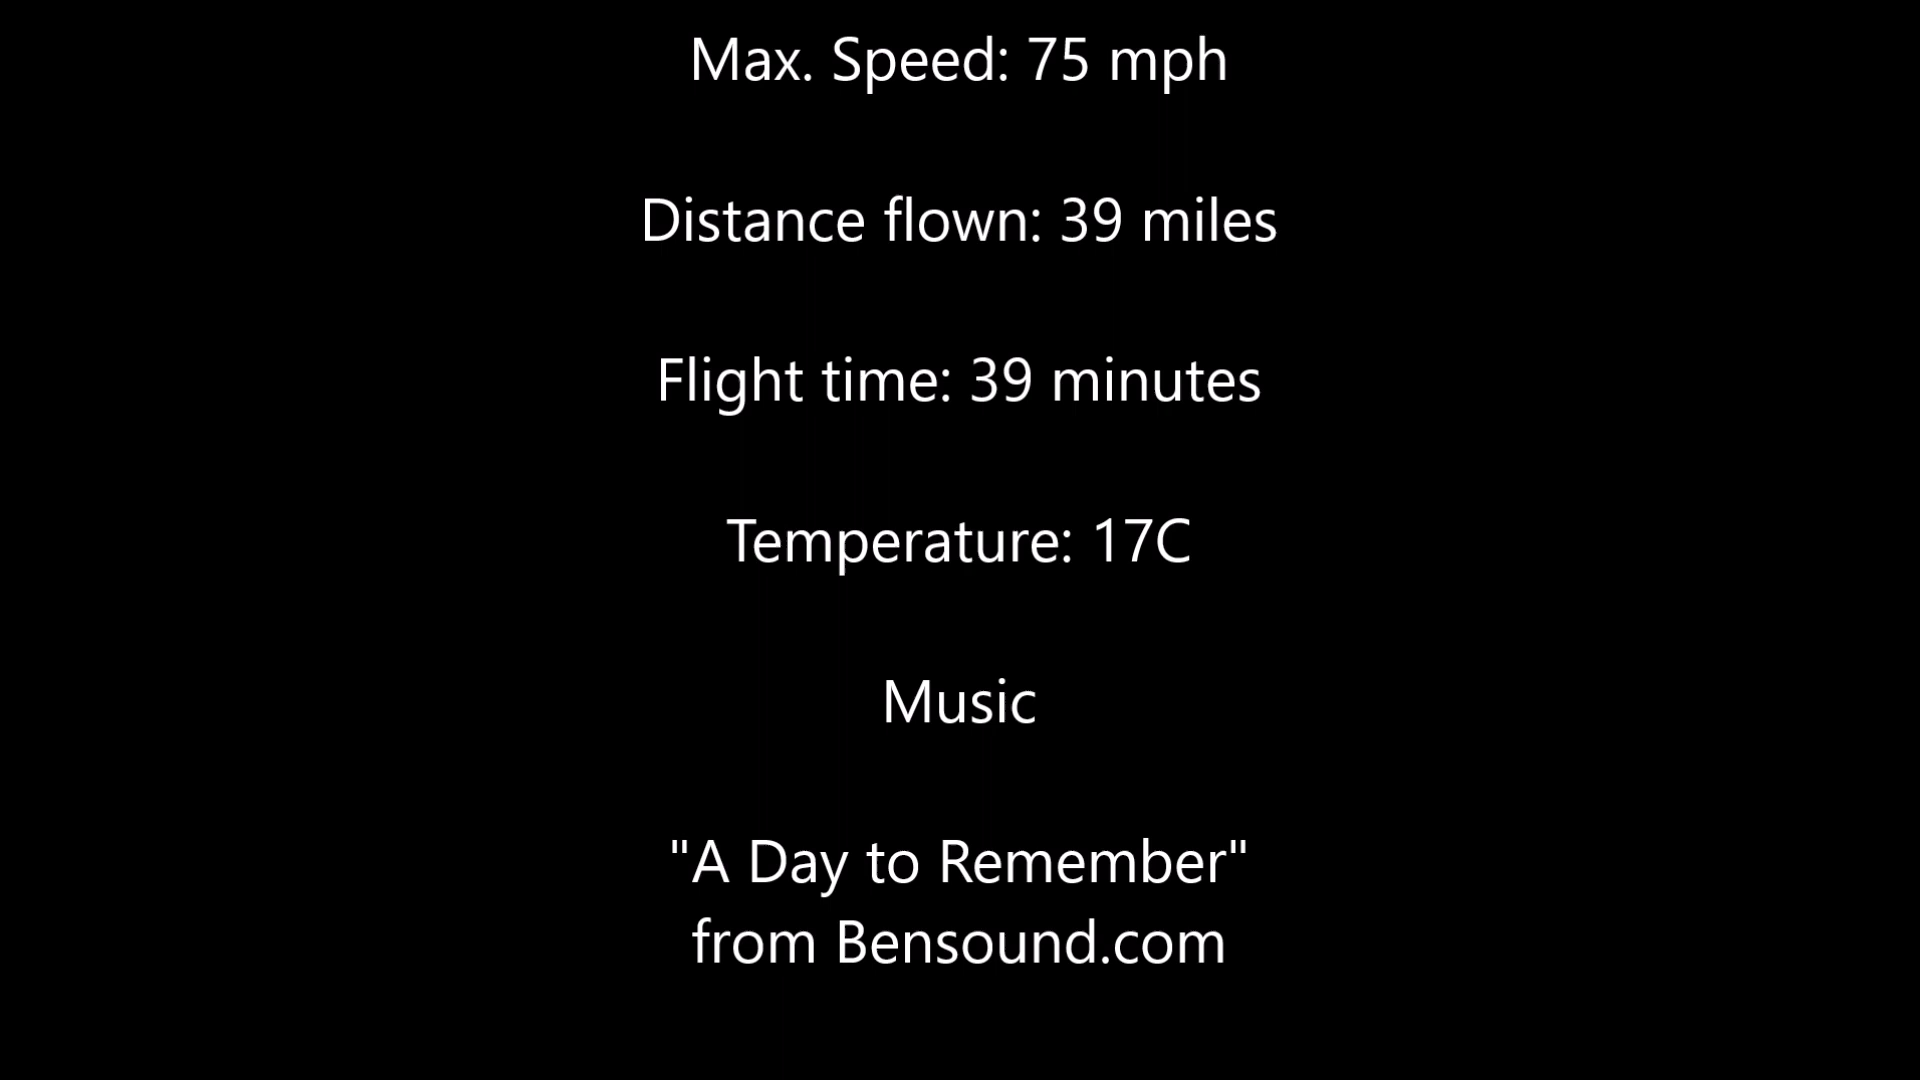 Max. Speed: 75 mph
Distance flown: 39 miles
Flight time: 39 minutes
Temperature: 17C
Music
"A Day to Remember"
from Bensound.com